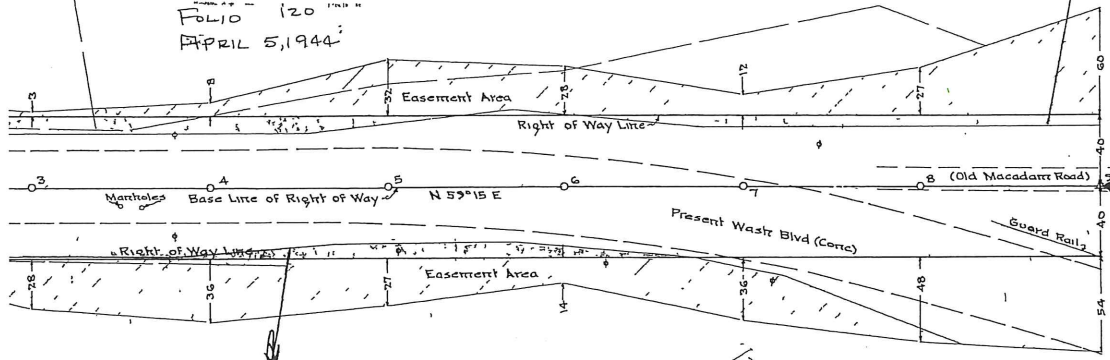 FOLIO 120
APRIL 5, 1944
3
8
32
28
12
27
60
Easement Area
Right of Way Line
40
3
4
5
6
7
8
(Old Macadam Road)
Manholes
Base Line of Right of Way
N 59°15 E
40
Present Wash Blvd (Conc)
Guard Rail
Right of Way Line
Easement Area
28
36
27
14
36
48
54